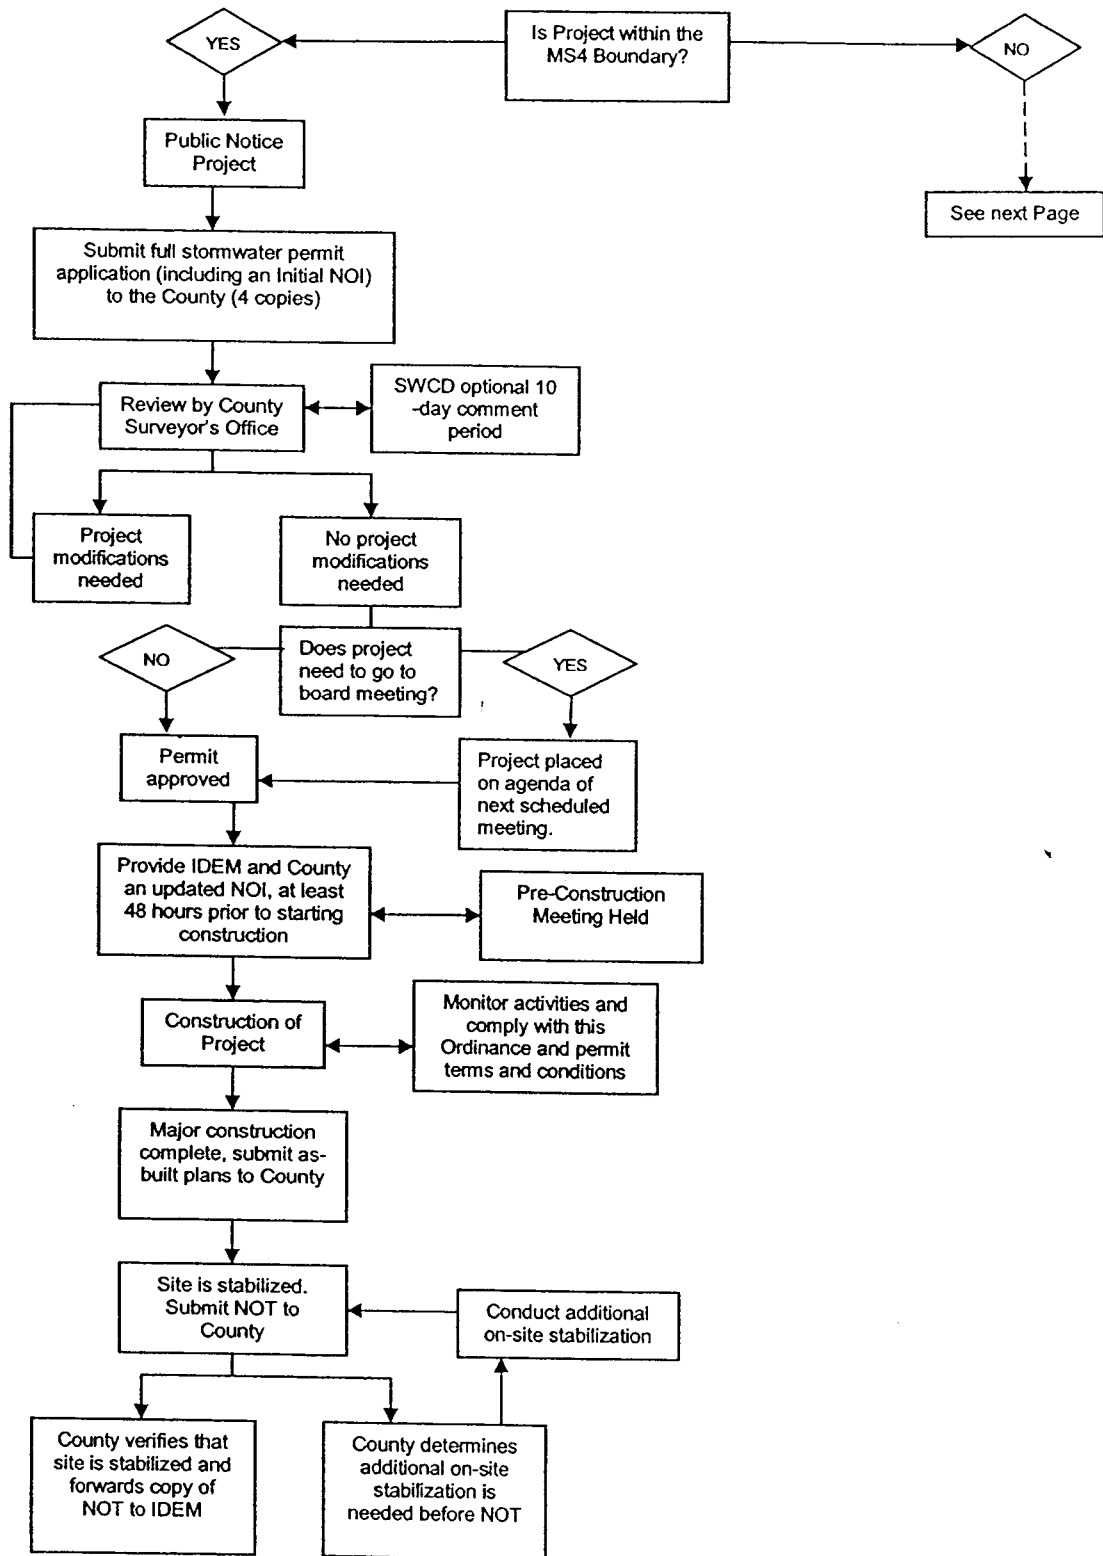 YES
Is Project within the
MS4 Boundary?
NO
Public Notice
Project
See next Page
Submit full stormwater permit
application (including an Initial NOI)
to the County (4 copies)
Review by County
Surveyor's Office
SWCD optional 10
-day comment
period
Project
modifications
needed
No project
modifications
needed
NO
Does project
need to go to
board meeting?
YES
Permit
approved
Project placed
on agenda of
next scheduled
meeting.
Provide IDEM and County
an updated NOI, at least
48 hours prior to starting
construction
Pre-Construction
Meeting Held
Construction of
Project
Monitor activities and
comply with this
Ordinance and permit
terms and conditions
Major construction
complete, submit as-
built plans to County
Site is stabilized.
Submit NOT to
County
Conduct additional
on-site stabilization
County verifies that
site is stabilized and
forwards copy of
NOT to IDEM
County determines
additional on-site
stabilization is
needed before NOT